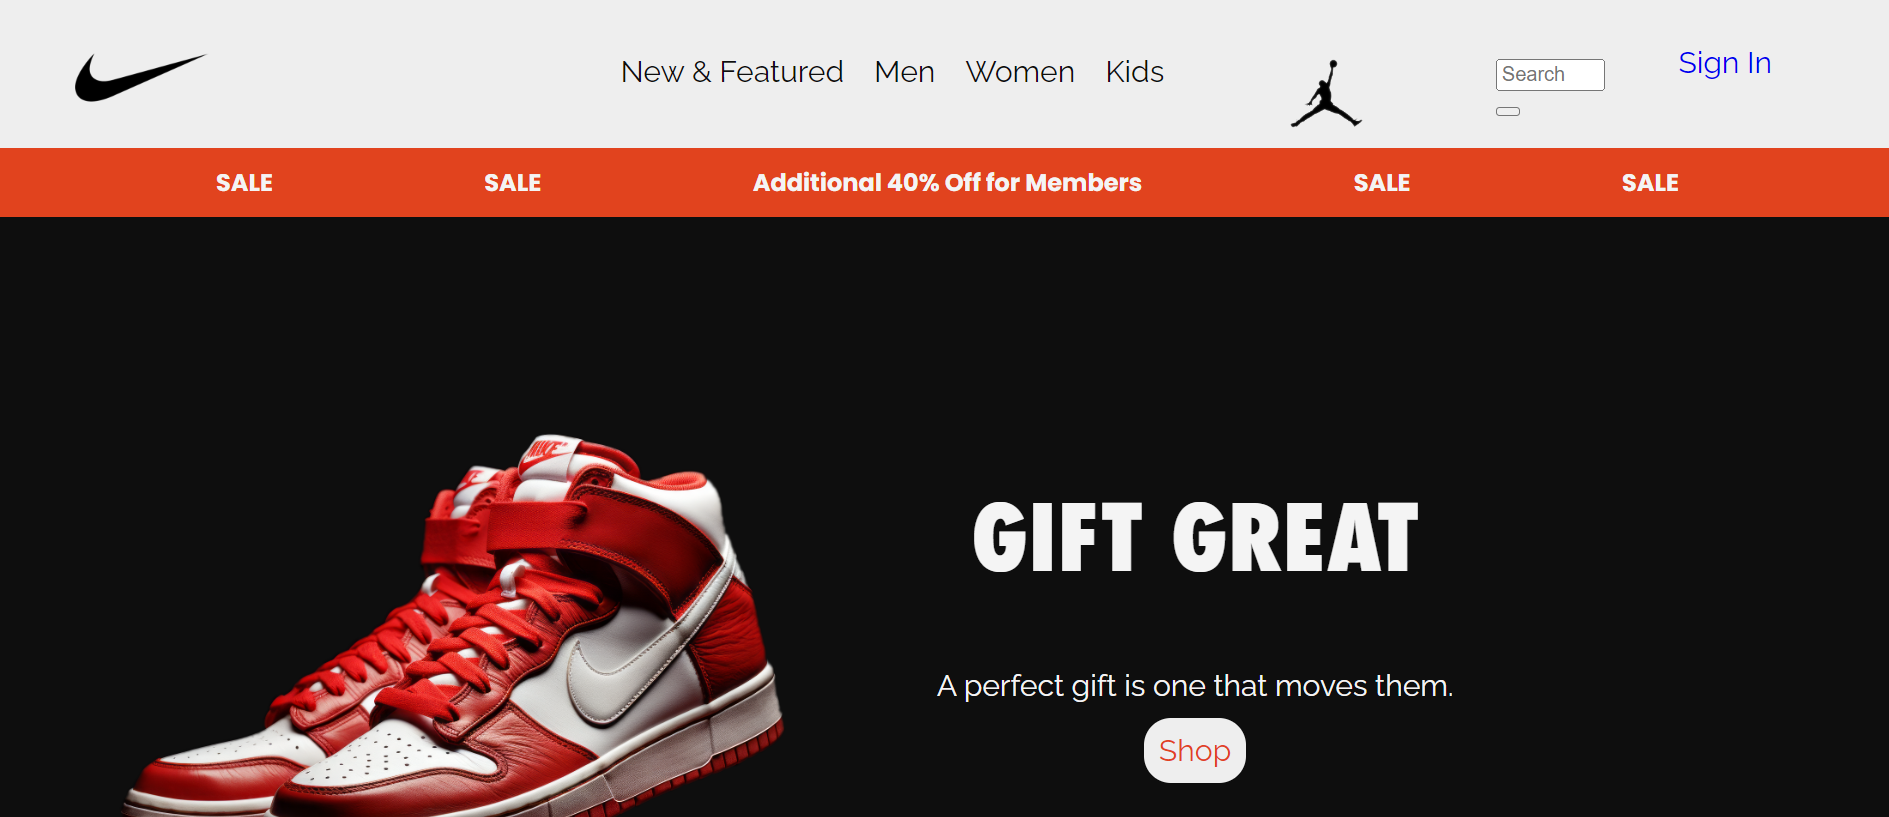 New & Featured Men Women Kids
Search
Sign In
SALE SALE Additional 40% Off for Members SALE SALE
NIKE
GIFT GREAT
A perfect gift is one that moves them.
Shop